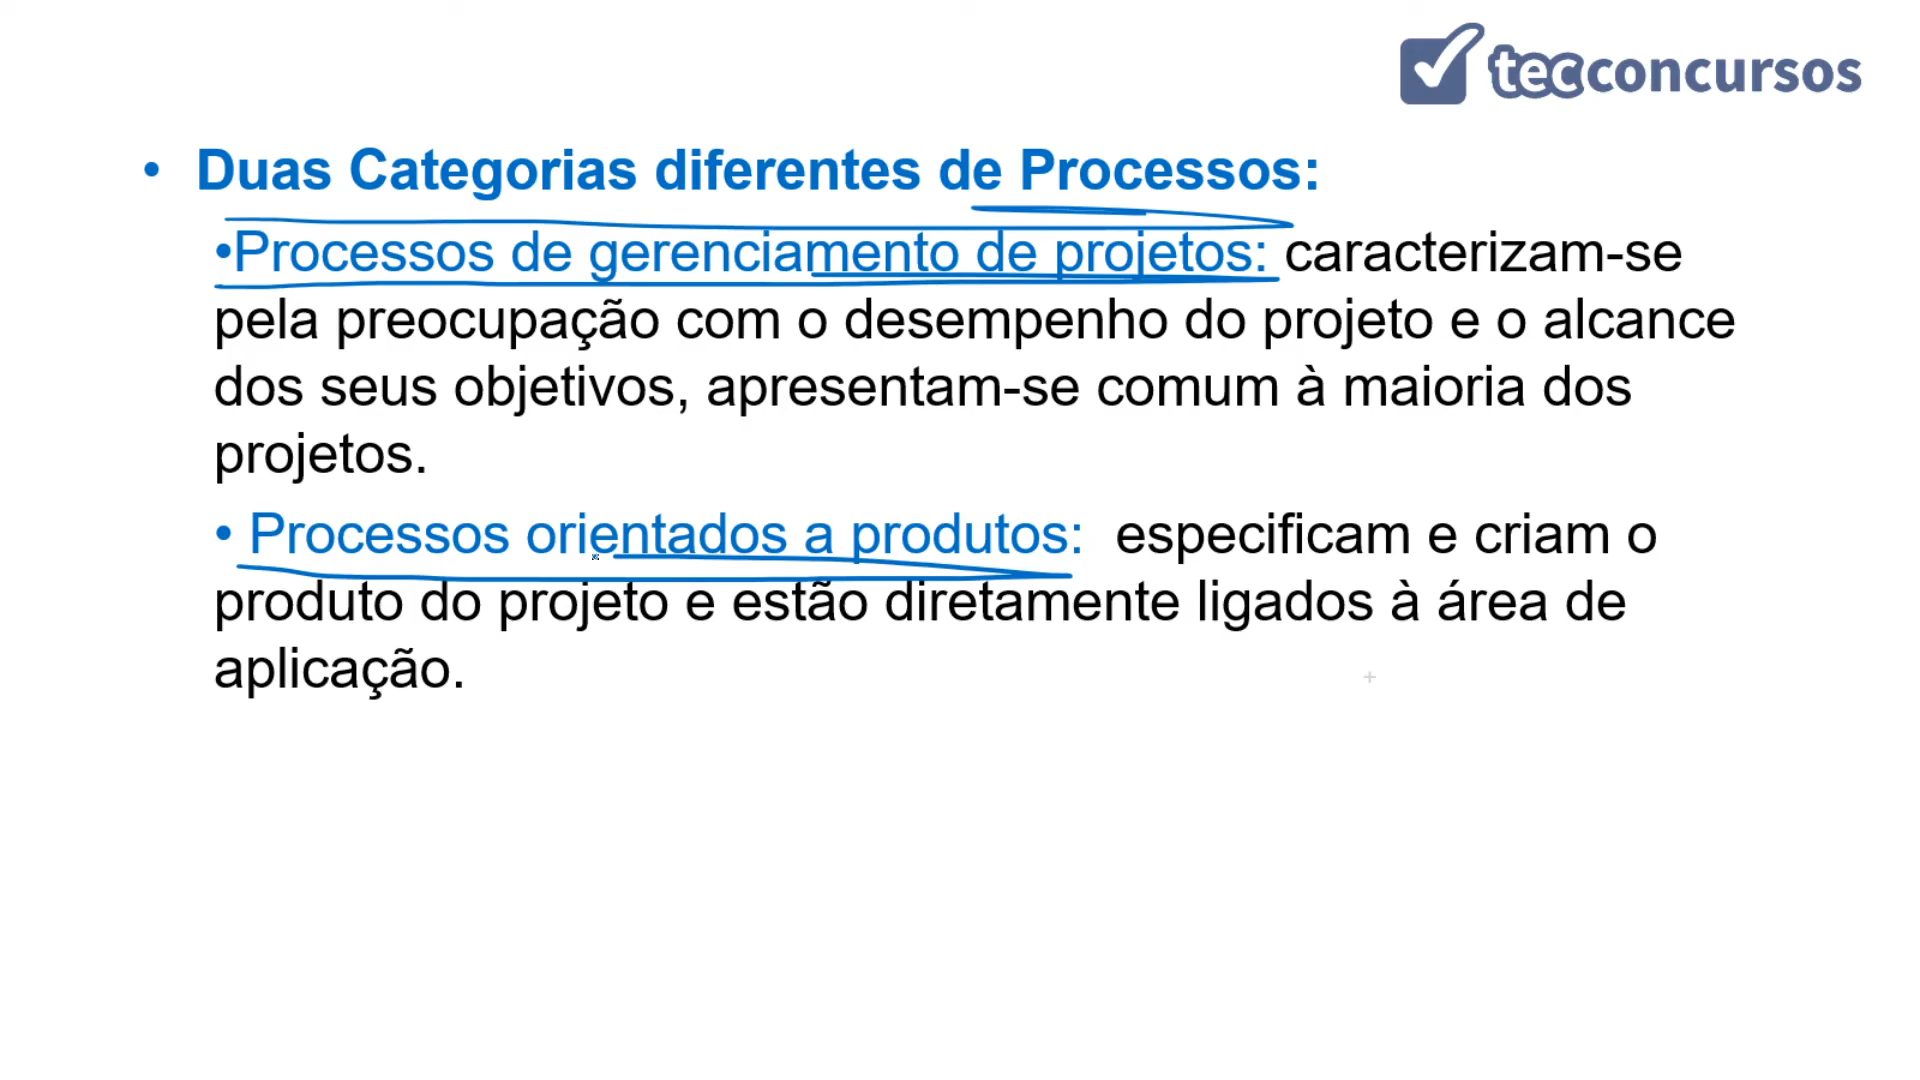 tecconcursos
• Duas Categorias diferentes de Processos:
•Processos de gerenciamento de projetos: caracterizam-se
pela preocupação com o desempenho do projeto e o alcance
dos seus objetivos, apresentam-se comum à maioria dos
projetos.
• Processos orientados a produtos: especificam e criam o
produto do projeto e estão diretamente ligados à área de
aplicação.